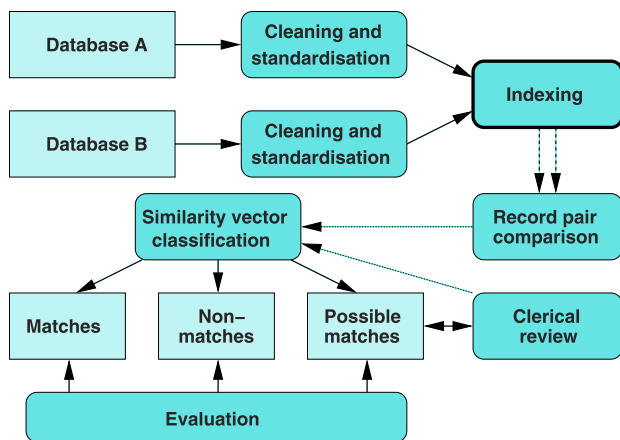 Database A
Cleaning and
standardisation
Indexing
Database B
Cleaning and
standardisation
Similarity vector
classification
Record pair
comparison
Matches
Non−
matches
Possible
matches
Clerical
review
Evaluation